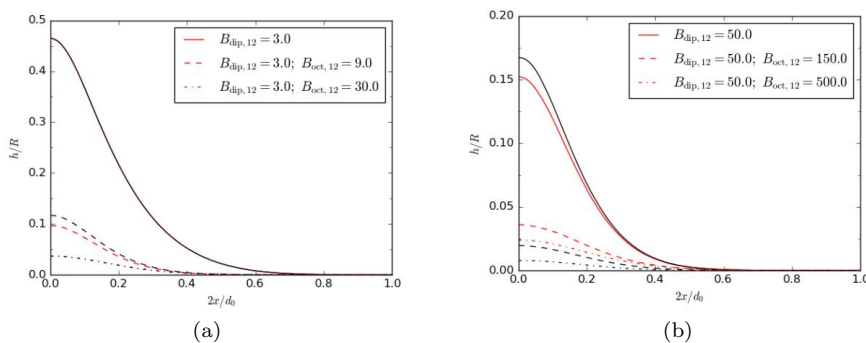 0.5
0.4
0.3
0.2
0.1
0.0
h/R
B_dip, 12 = 3.0
B_dip, 12 = 3.0; B_oct, 12 = 9.0
B_dip, 12 = 3.0; B_oct, 12 = 30.0
0.0 0.2 0.4 0.6 0.8 1.0
2x/d_0
(a)
0.20
0.15
0.10
0.05
0.00
h/R
B_dip, 12 = 50.0
B_dip, 12 = 50.0; B_oct, 12 = 150.0
B_dip, 12 = 50.0; B_oct, 12 = 500.0
0.0 0.2 0.4 0.6 0.8 1.0
2x/d_0
(b)